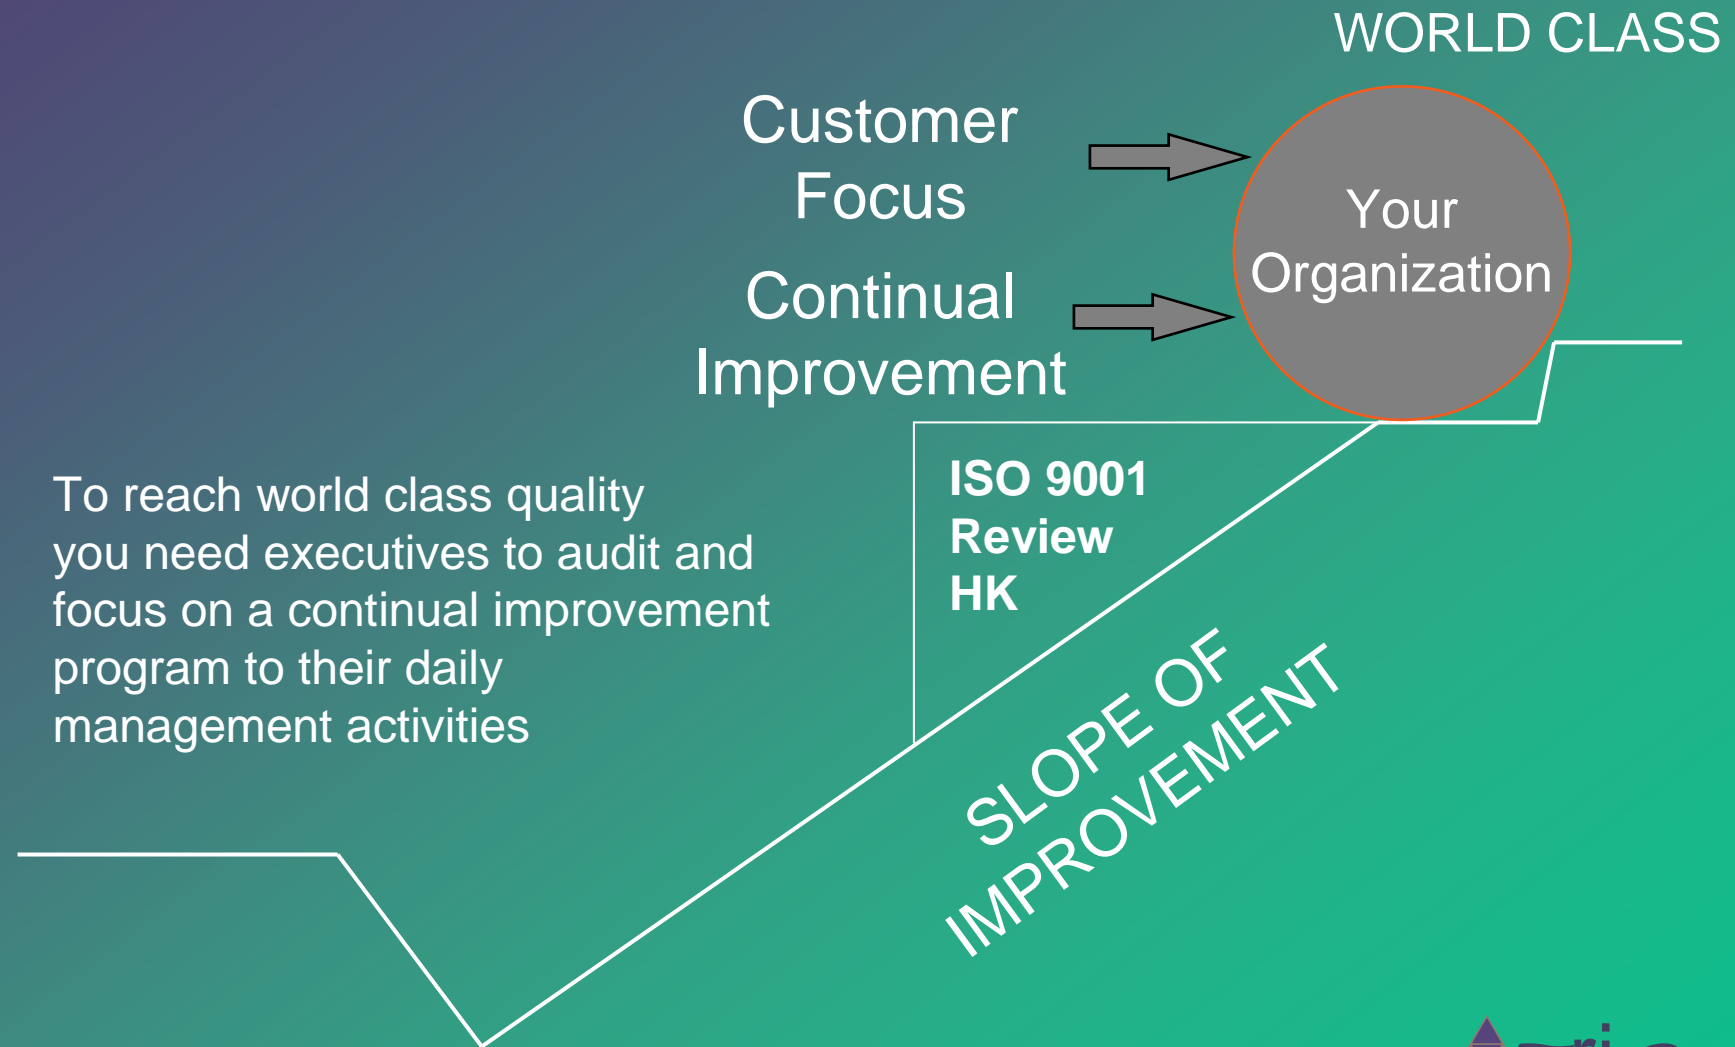 WORLD CLASS
Customer
Focus
Your
Organization
Continual
Improvement
ISO 9001
Review
HK
To reach world class quality
you need executives to audit and
focus on a continual improvement
program to their daily
management activities
SLOPE OF
IMPROVEMENT